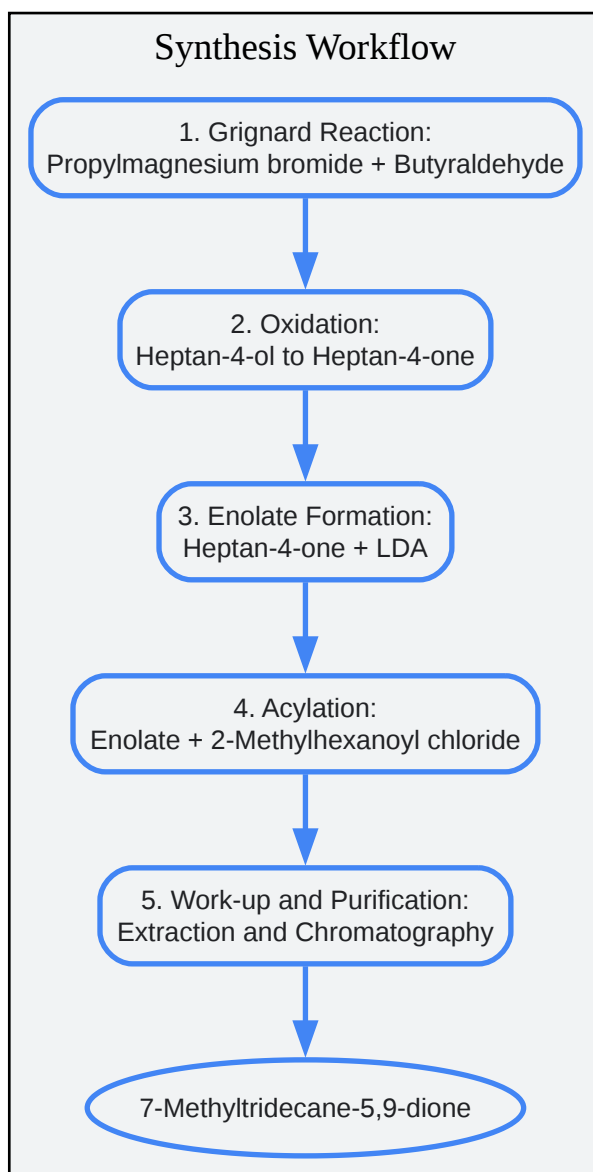 Synthesis Workflow
1. Grignard Reaction:
Propylmagnesium bromide + Butyraldehyde
2. Oxidation:
Heptan-4-ol to Heptan-4-one
3. Enolate Formation:
Heptan-4-one + LDA
4. Acylation:
Enolate + 2-Methylhexanoyl chloride
5. Work-up and Purification:
Extraction and Chromatography
7-Methyltridecane-5,9-dione